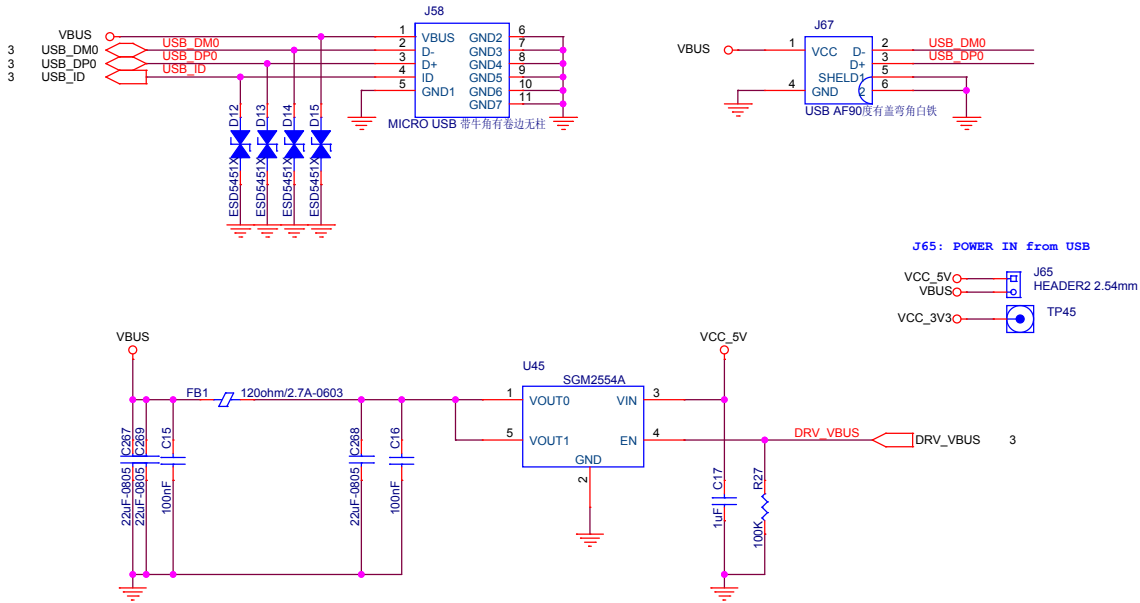 J58
VBUS
3 USB_DM0 USB_DM0
3 USB_DP0 USB_DP0
3 USB_ID USB_ID
1 VBUS GND2 6
2 D- GND3 7
3 D+ GND4 8
4 ID GND5 9
5 GND1 GND6 10
GND7 11
MICRO USB 带牛角有卷边无柱
D12
D13
D14
D15
ESD5451X
ESD5451X
ESD5451X
ESD5451X
J67
VBUS
1 VCC D- 2 USB_DM0
D+ 3 USB_DP0
SHELD1 5
4 GND 2 6
USB AF90度有盖弯角白铁
J65: POWER IN from USB
VCC_5V
VBUS
J65
HEADER2 2.54mm
VCC_3V3
TP45
VBUS
FB1 120ohm/2.7A-0603
C267
22uF-0805
C269
22uF-0805
C15
100nF
C268
22uF-0805
C16
100nF
U45
SGM2554A
1 VOUT0 VIN 3
5 VOUT1 EN 4
GND
2
VCC_5V
DRV_VBUS
DRV_VBUS 3
C17
1uF
R27
100K